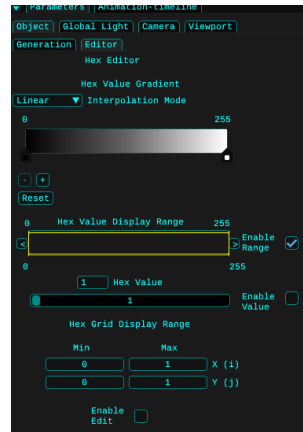 ▼ Parameters Animation-timeline
Object Global Light Camera Viewport
Generation Editor
Hex Editor
Hex Value Gradient
Linear ▼ Interpolation Mode
0 255
- +
Reset
0 Hex Value Display Range 255
< > Enable Range
0 255
1 Hex Value
1 Enable Value
Hex Grid Display Range
Min Max
0 1 X (i)
0 1 Y (j)
Enable
Edit